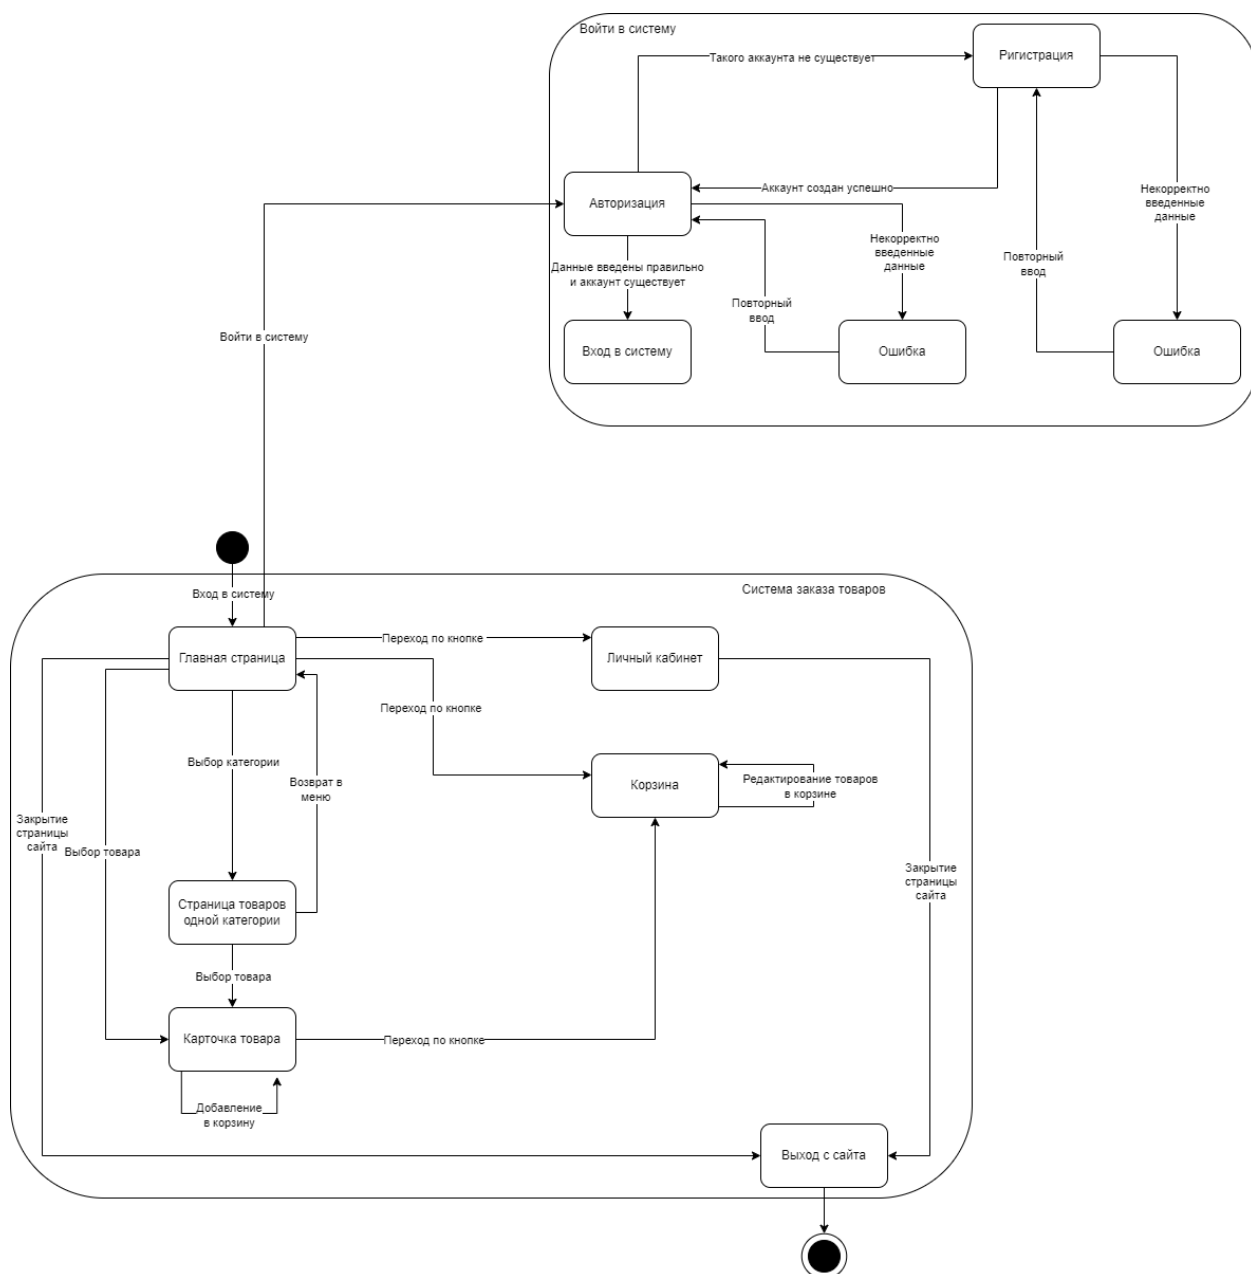 Войти в систему
Такого аккаунта не существует
Ригистрация
Аккаунт создан успешно
Некорректно
введенные
данные
Авторизация
Некорректно
введенные
данные
Повторный
ввод
Данные введены правильно
и аккаунт существует
Повторный
ввод
Войти в систему
Вход в систему
Ошибка
Ошибка
Вход в систему
Система заказа товаров
Главная страница
Переход по кнопке
Личный кабинет
Переход по кнопке
Выбор категории
Возврат в
меню
Корзина
Редактирование товаров
в корзине
Закрытие
страницы
сайта
Выбор товара
Закрытие
страницы
сайта
Страница товаров
одной категории
Выбор товара
Карточка товара
Переход по кнопке
Добавление
в корзину
Выход с сайта